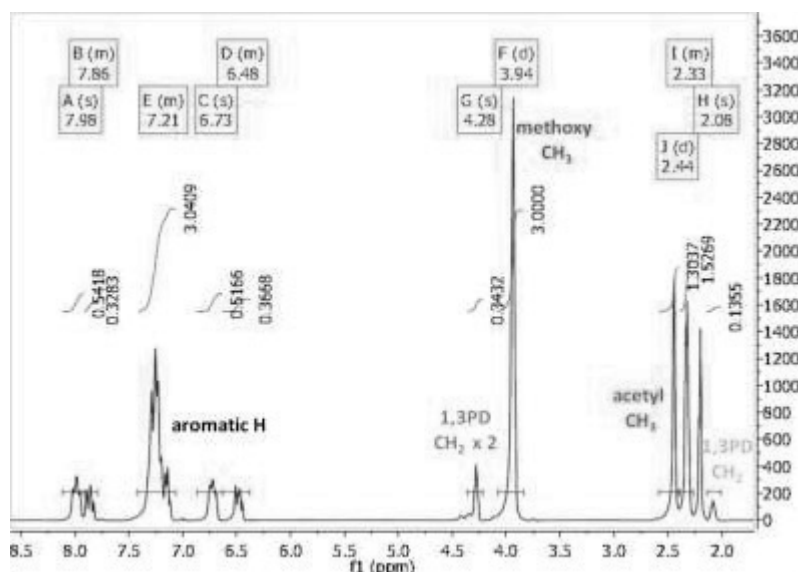 B (m)
7.86
D (m)
6.48
F (d)
3.94
I (m)
2.33
A (s)
7.98
E (m)
7.21
C (s)
6.73
G (s)
4.28
H (s)
2.08
J (d)
2.44
methoxy
CH₃
3.0409
3.0000
0.5418
0.3283
0.5166
0.3668
0.3432
1.3037
1.5269
0.1355
aromatic H
1,3PD
CH₂ x 2
acetyl
CH₃
1,3PD
CH₂
3600
3400
3200
3000
2800
2600
2400
2200
2000
1800
1600
1400
1200
1000
800
600
400
200
0
8.5 8.0 7.5 7.0 6.5 6.0 5.5 5.0 4.5 4.0 3.5 3.0 2.5 2.0
f1 (ppm)